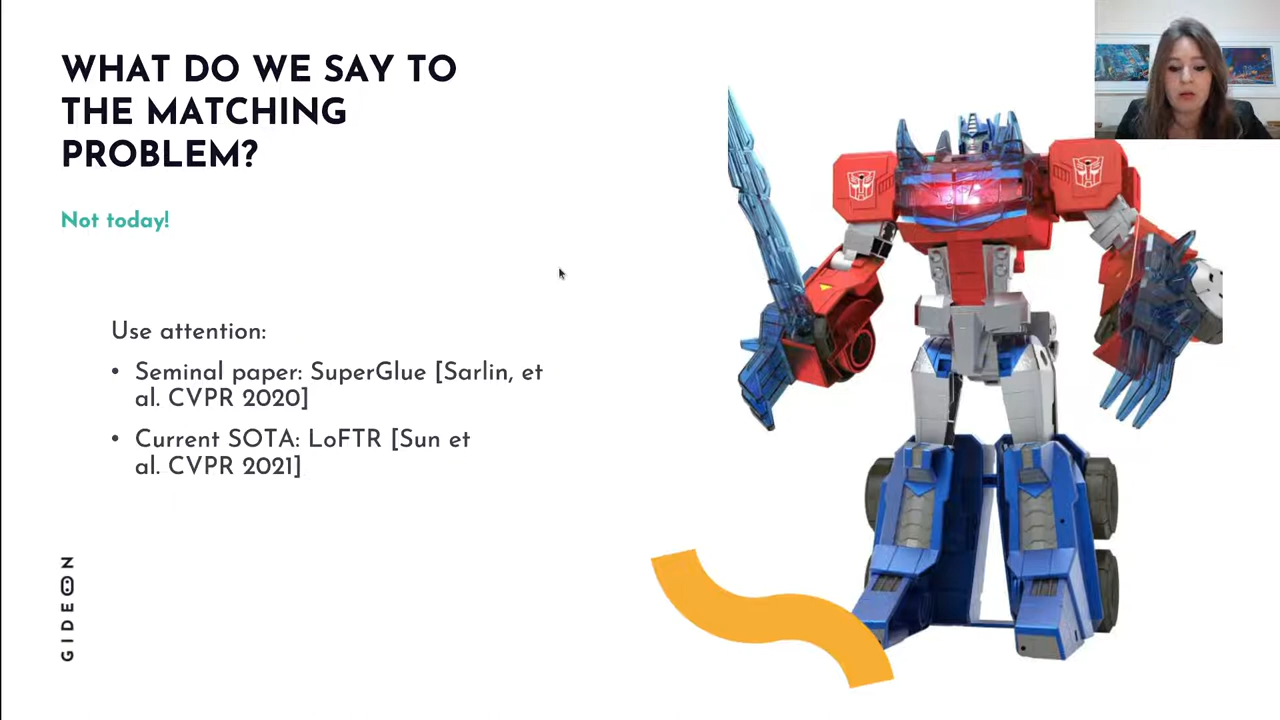 WHAT DO WE SAY TO
THE MATCHING
PROBLEM?
Not today!
Use attention:
• Seminal paper: SuperGlue [Sarlin, et
al. CVPR 2020]
• Current SOTA: LoFTR [Sun et
al. CVPR 2021]
GIDEON